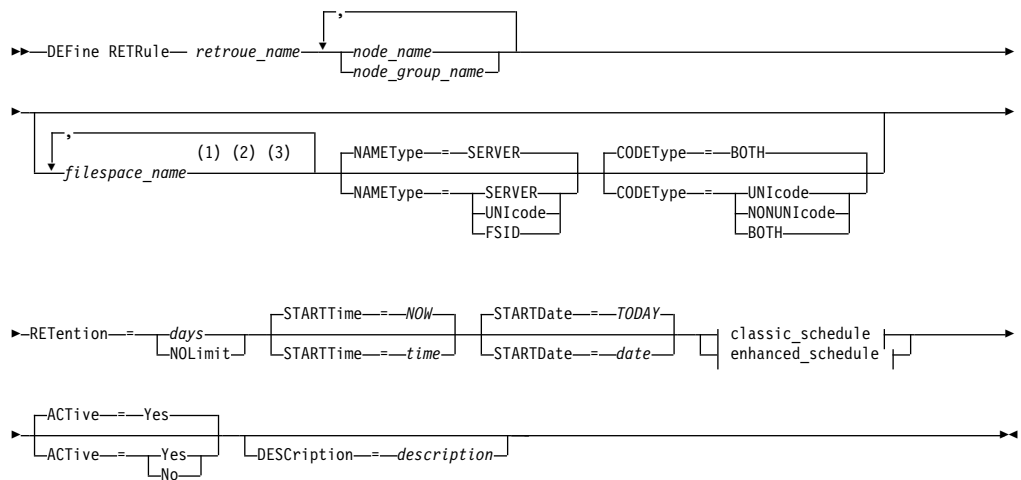 ,
DEFine RETRule retroue_name node_name
node_group_name
,
(1) (2) (3)
filespace_name
NAMEType = SERVER
NAMEType = SERVER
UNIcode
FSID
CODEType = BOTH
CODEType = UNIcode
NONUNIcode
BOTH
RETention = days
NOLimit
STARTTime = NOW
STARTTime = time
STARTDate = TODAY
STARTDate = date
classic_schedule
enhanced_schedule
ACTive = Yes
ACTive = Yes
No
DESCription = description